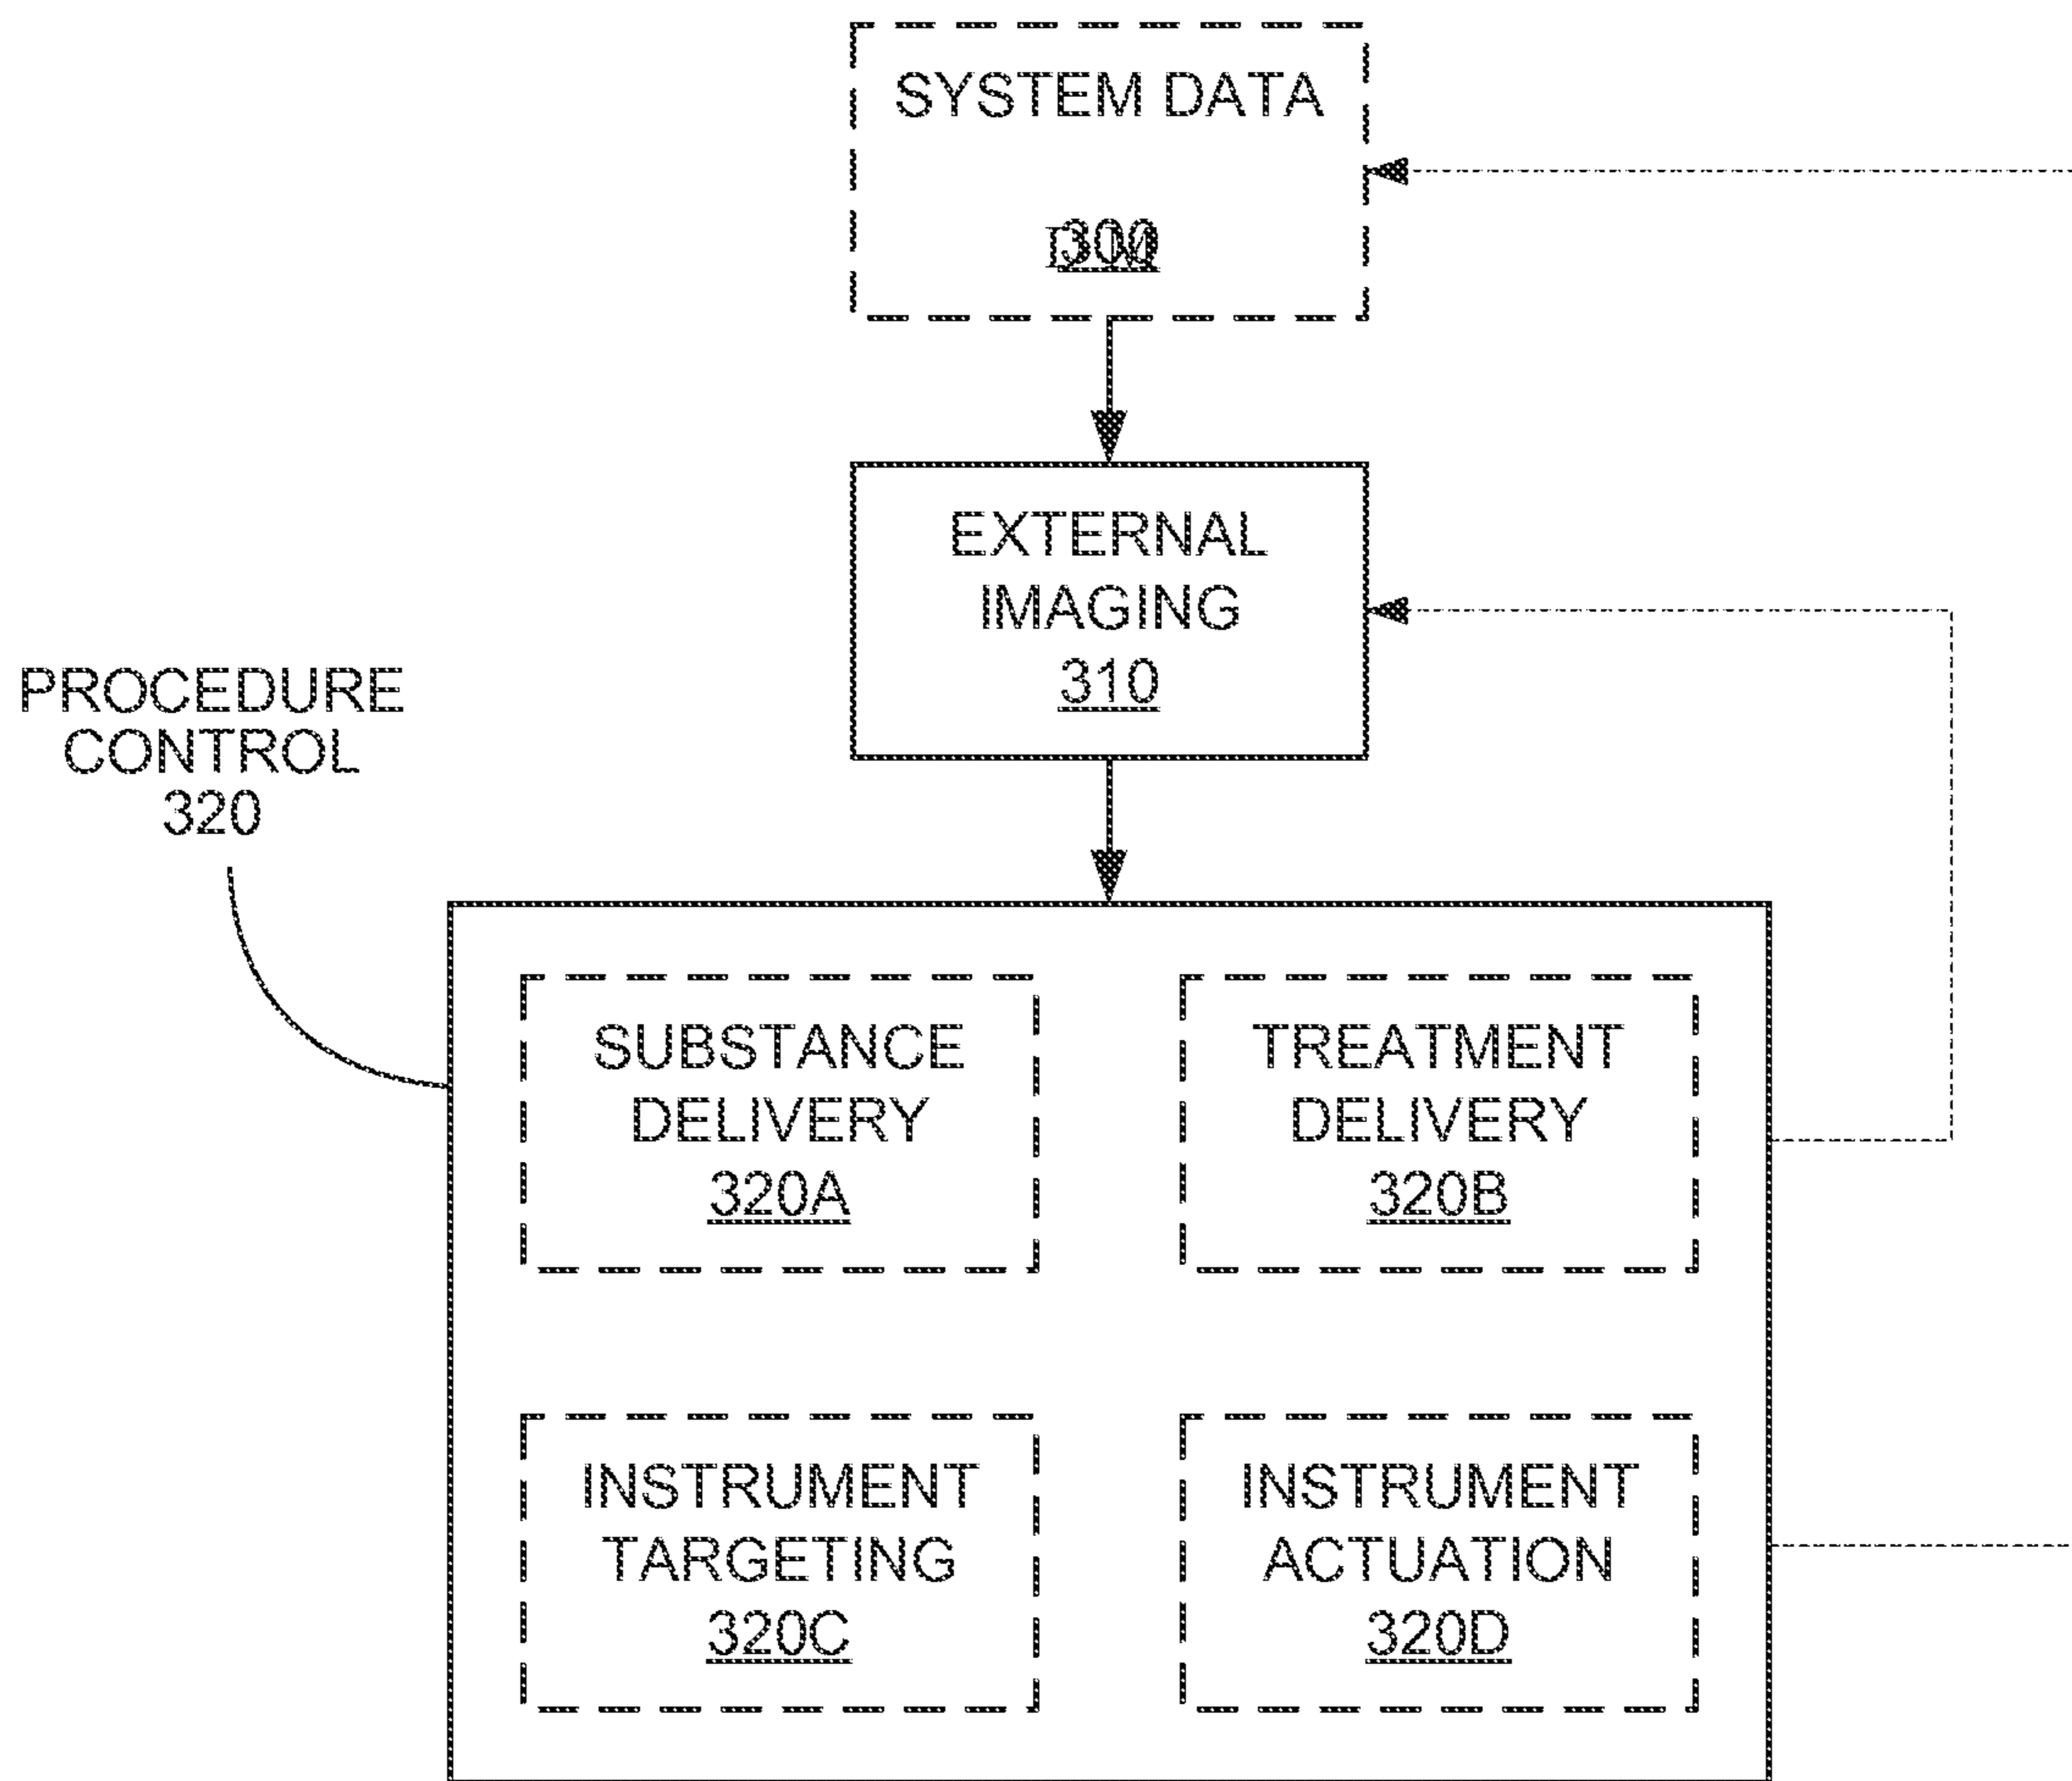 SYSTEM DATA
300
EXTERNAL
IMAGING
310
PROCEDURE
CONTROL
320
SUBSTANCE
DELIVERY
320A
TREATMENT
DELIVERY
320B
INSTRUMENT
TARGETING
320C
INSTRUMENT
ACTUATION
320D